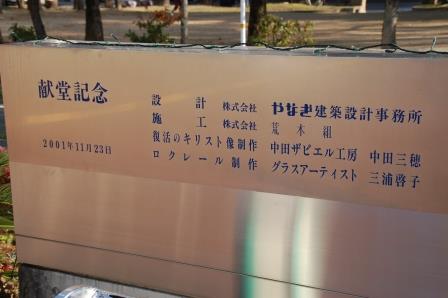 献堂記念
2001年11月23日
設計 株式会社 やなぎ建築設計事務所
施工 株式会社 荒木組
復活のキリスト像制作 中田ザビエル工房 中田三穂
ロクレール制作 グラスアーティスト 三浦啓子